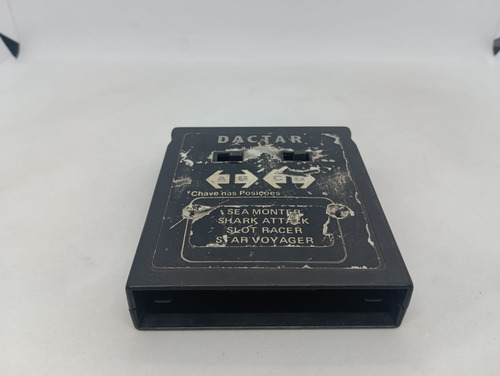 DACTAR
A B C D
Chave nas Posições
SEA MONTER
SHARK ATTACK
SLOT RACER
STAR VOYAGER